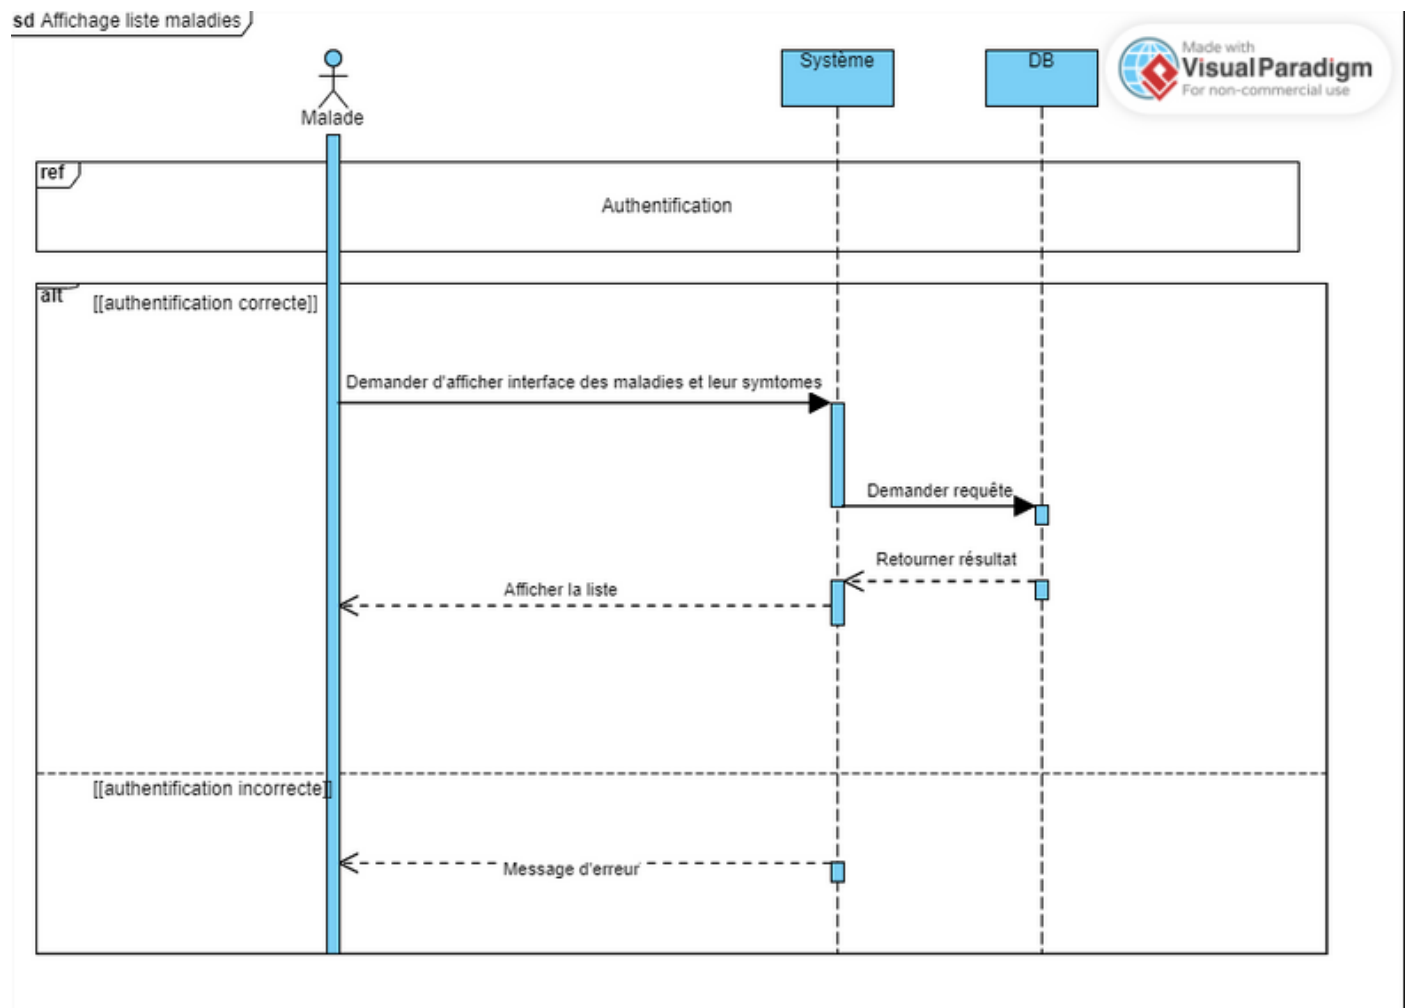 sd Affichage liste maladies
Made with
Visual Paradigm
For non-commercial use
Système
DB
Malade
ref
Authentification
alt
[[authentification correcte]]
Demander d'afficher interface des maladies et leur symtomes
Demander requête
Retourner résultat
Afficher la liste
[[authentification incorrecte]]
Message d'erreur